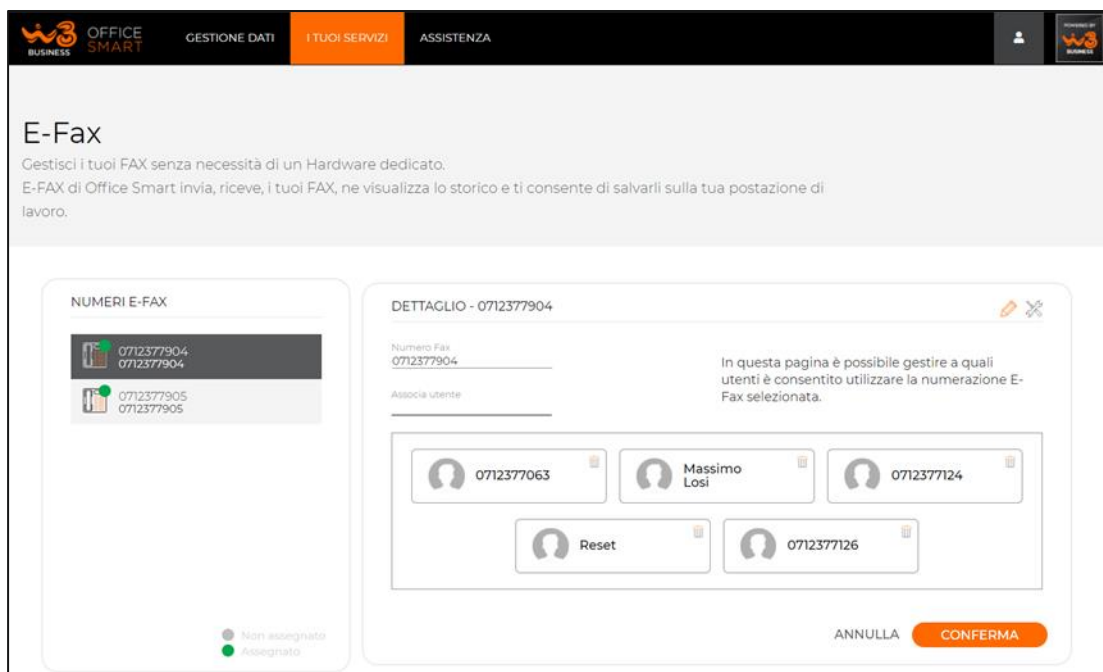 W3 BUSINESS
OFFICE SMART
GESTIONE DATI
I TUOI SERVIZI
ASSISTENZA
POWERED BY
W3
BUSINESS
E-Fax
Gestisci i tuoi FAX senza necessità di un Hardware dedicato.
E-FAX di Office Smart invia, riceve, i tuoi FAX, ne visualizza lo storico e ti consente di salvarli sulla tua postazione di
lavoro.
NUMERI E-FAX
0712377904
0712377904
0712377905
0712377905
Non assegnato
Assegnato
DETTAGLIO - 0712377904
Numero Fax
0712377904
Associa utente
In questa pagina è possibile gestire a quali
utenti è consentito utilizzare la numerazione E-
Fax selezionata.
0712377063
Massimo
Losi
0712377124
Reset
0712377126
ANNULLA
CONFERMA